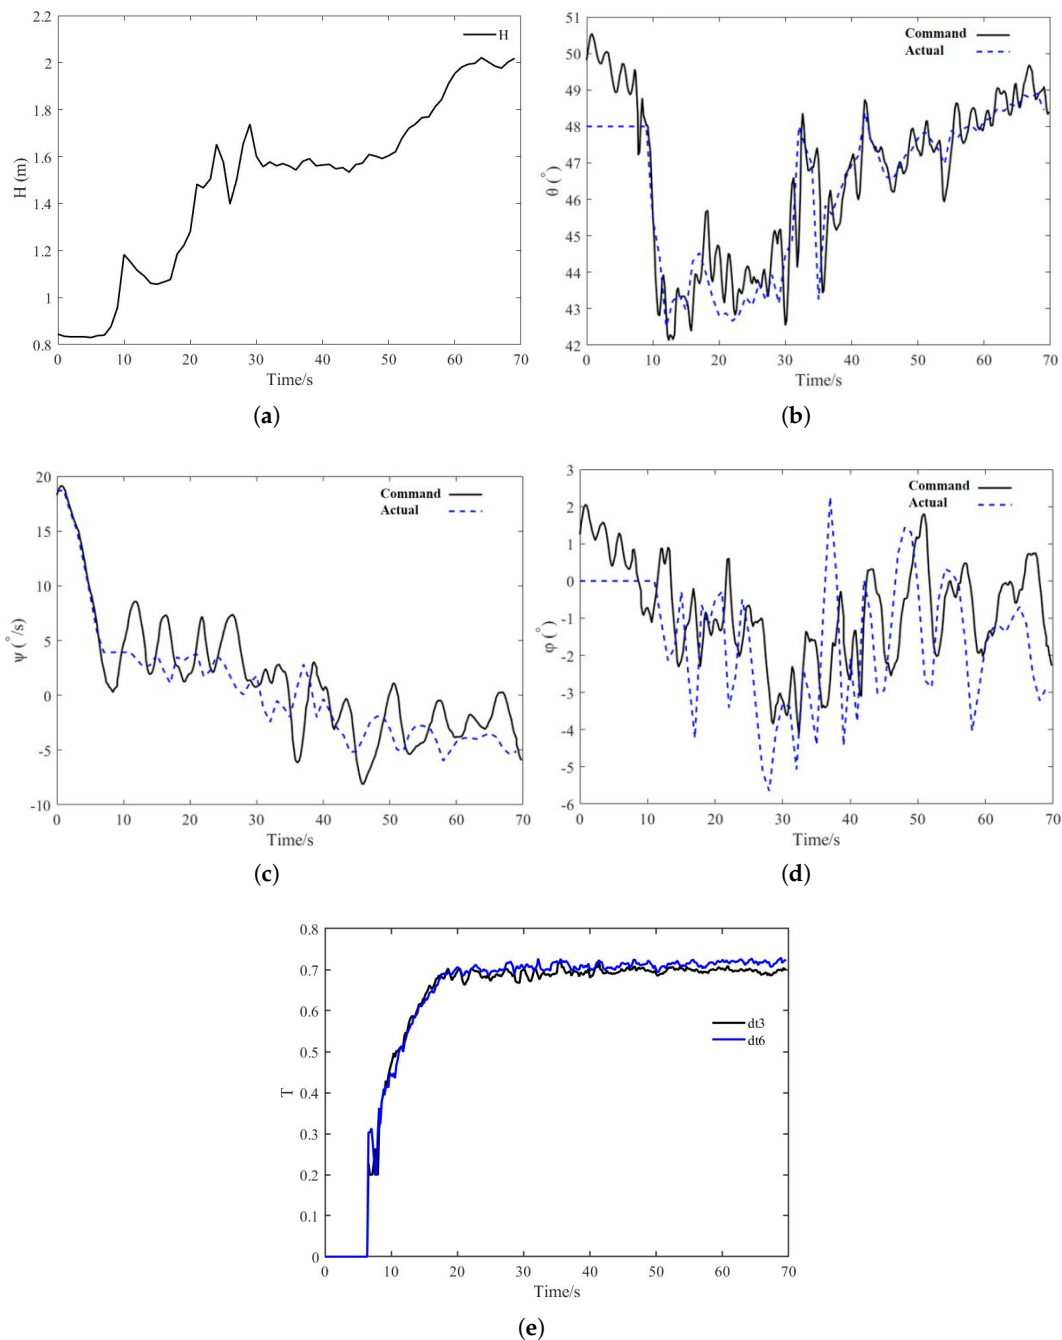 2.2
2
1.8
1.6
1.4
1.2
1
0.8
H (m)
H
0 10 20 30 40 50 60 70
Time/s
(a)
51
50
49
48
47
46
45
44
43
42
θ (°)
Command
Actual
0 10 20 30 40 50 60 70
Time/s
(b)
20
15
10
5
0
-5
-10
ψ (°/s)
Command
Actual
0 10 20 30 40 50 60 70
Time/s
(c)
3
2
1
0
-1
-2
-3
-4
-5
-6
φ (°)
Command
Actual
0 10 20 30 40 50 60 70
Time/s
(d)
0.8
0.7
0.6
0.5
0.4
0.3
0.2
0.1
0
T
dt3
dt6
0 10 20 30 40 50 60 70
Time/s
(e)